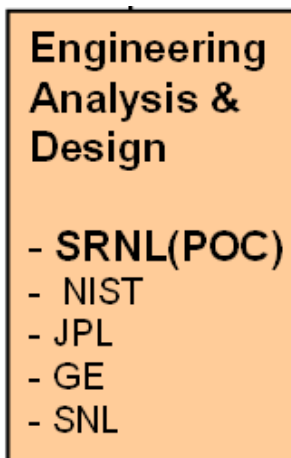 Engineering
Analysis &
Design
- SRNL(POC)
- NIST
- JPL
- GE
- SNL